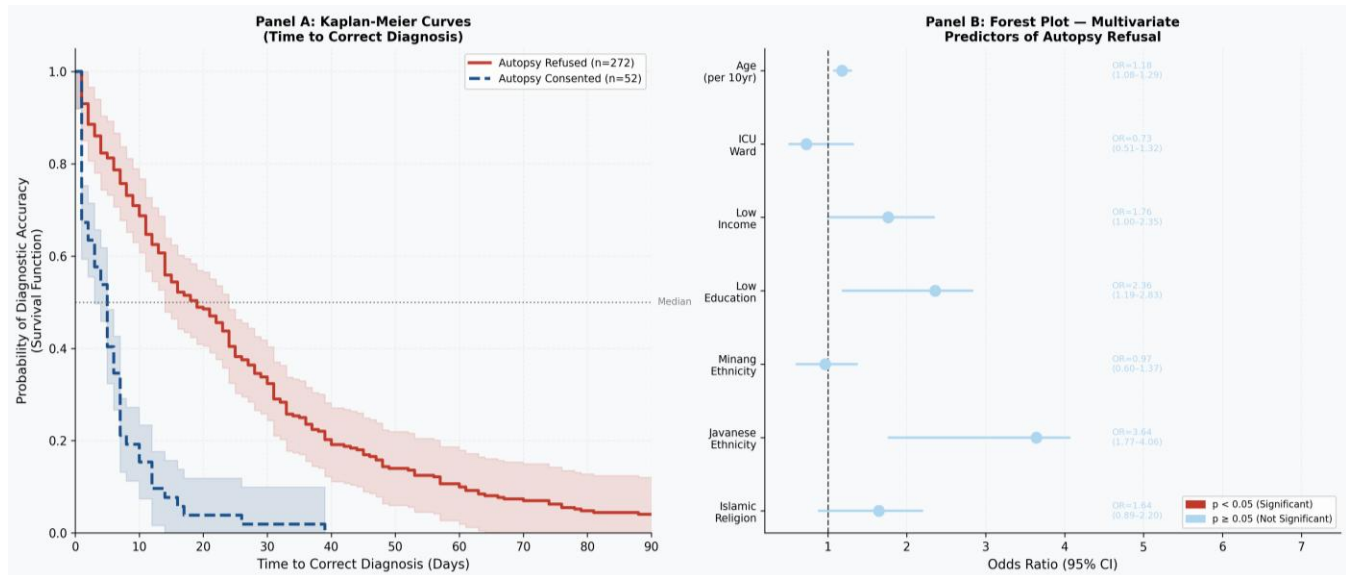 Panel A: Kaplan-Meier Curves
(Time to Correct Diagnosis)
Autopsy Refused (n=272)
Autopsy Consented (n=52)
Probability of Diagnostic Accuracy
(Survival Function)
1.0
0.8
0.6
0.4
0.2
0.0
Median
0 10 20 30 40 50 60 70 80 90
Time to Correct Diagnosis (Days)
Panel B: Forest Plot — Multivariate
Predictors of Autopsy Refusal
Age
(per 10yr)
OR=1.18
(1.08–1.29)
ICU
Ward
OR=0.73
(0.51–1.32)
Low
Income
OR=1.76
(1.00–2.35)
Low
Education
OR=2.36
(1.19–2.83)
Minang
Ethnicity
OR=0.97
(0.60–1.37)
Javanese
Ethnicity
OR=3.64
(1.77–4.06)
Islamic
Religion
OR=1.64
(0.89–2.20)
p < 0.05 (Significant)
p ≥ 0.05 (Not Significant)
1 2 3 4 5 6 7
Odds Ratio (95% CI)